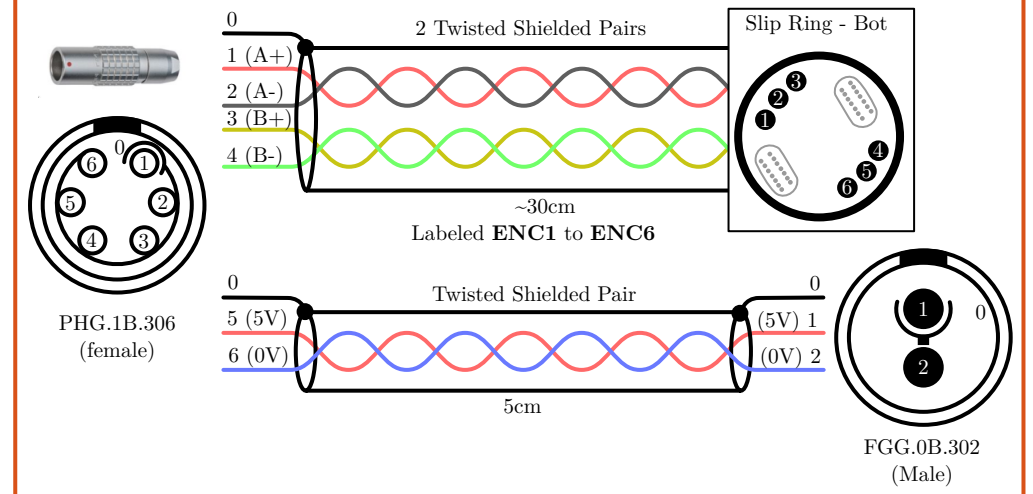 0
2 Twisted Shielded Pairs
Slip Ring - Bot
1 (A+)
2 (A-)
3 (B+)
4 (B-)
3
2
1
4
5
6
0
6
1
5
2
4
3
~30cm
Labeled ENC1 to ENC6
PHG.1B.306
(female)
0
Twisted Shielded Pair
0
5 (5V)
(5V) 1
6 (0V)
(0V) 2
5cm
1
0
2
FGG.0B.302
(Male)